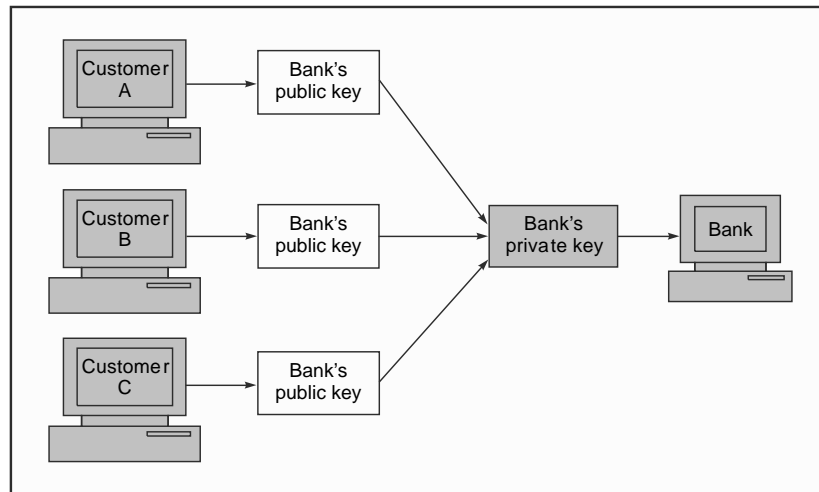 Customer
A
Bank's
public key
Customer
B
Bank's
public key
Bank's
private key
Bank
Customer
C
Bank's
public key